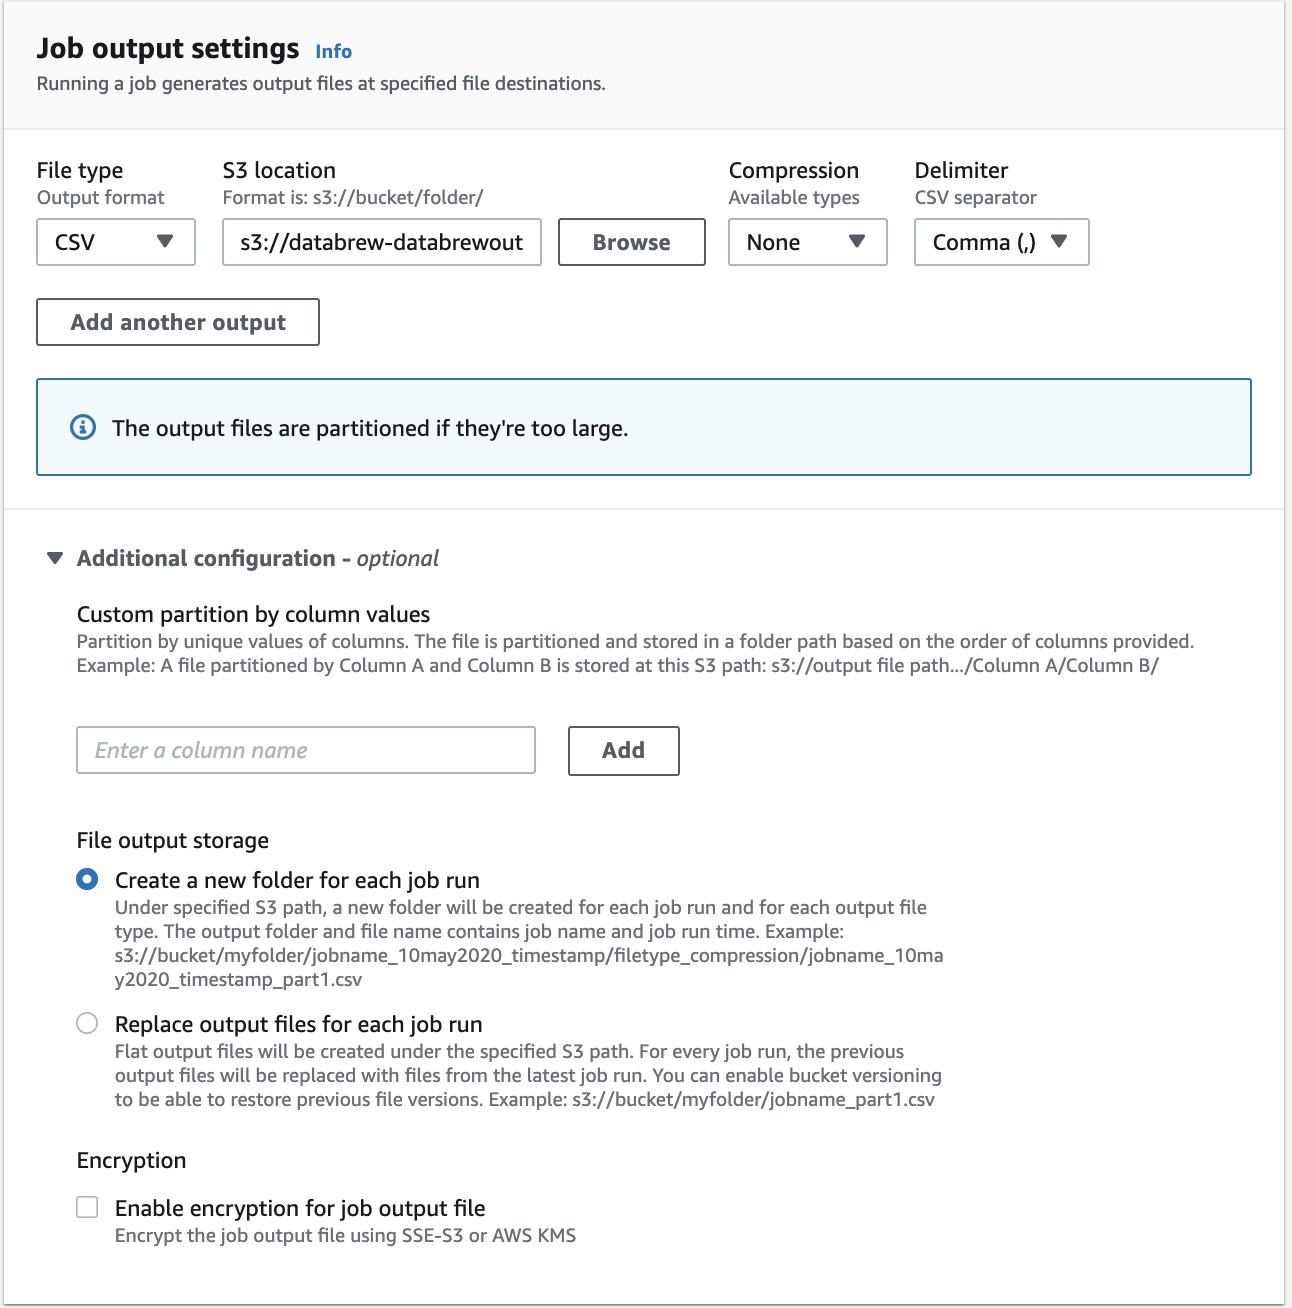 Job output settings Info
Running a job generates output files at specified file destinations.
File type
Output format
CSV
S3 location
Format is: s3://bucket/folder/
s3://databrew-databrewout
Browse
Compression
Available types
None
Delimiter
CSV separator
Comma (,)
Add another output
The output files are partitioned if they're too large.
Additional configuration - optional
Custom partition by column values
Partition by unique values of columns. The file is partitioned and stored in a folder path based on the order of columns provided.
Example: A file partitioned by Column A and Column B is stored at this S3 path: s3://output file path.../Column A/Column B/
Enter a column name
Add
File output storage
Create a new folder for each job run
Under specified S3 path, a new folder will be created for each job run and for each output file
type. The output folder and file name contains job name and job run time. Example:
s3://bucket/myfolder/jobname_10may2020_timestamp/filetype_compression/jobname_10ma
y2020_timestamp_part1.csv
Replace output files for each job run
Flat output files will be created under the specified S3 path. For every job run, the previous
output files will be replaced with files from the latest job run. You can enable bucket versioning
to be able to restore previous file versions. Example: s3://bucket/myfolder/jobname_part1.csv
Encryption
Enable encryption for job output file
Encrypt the job output file using SSE-S3 or AWS KMS